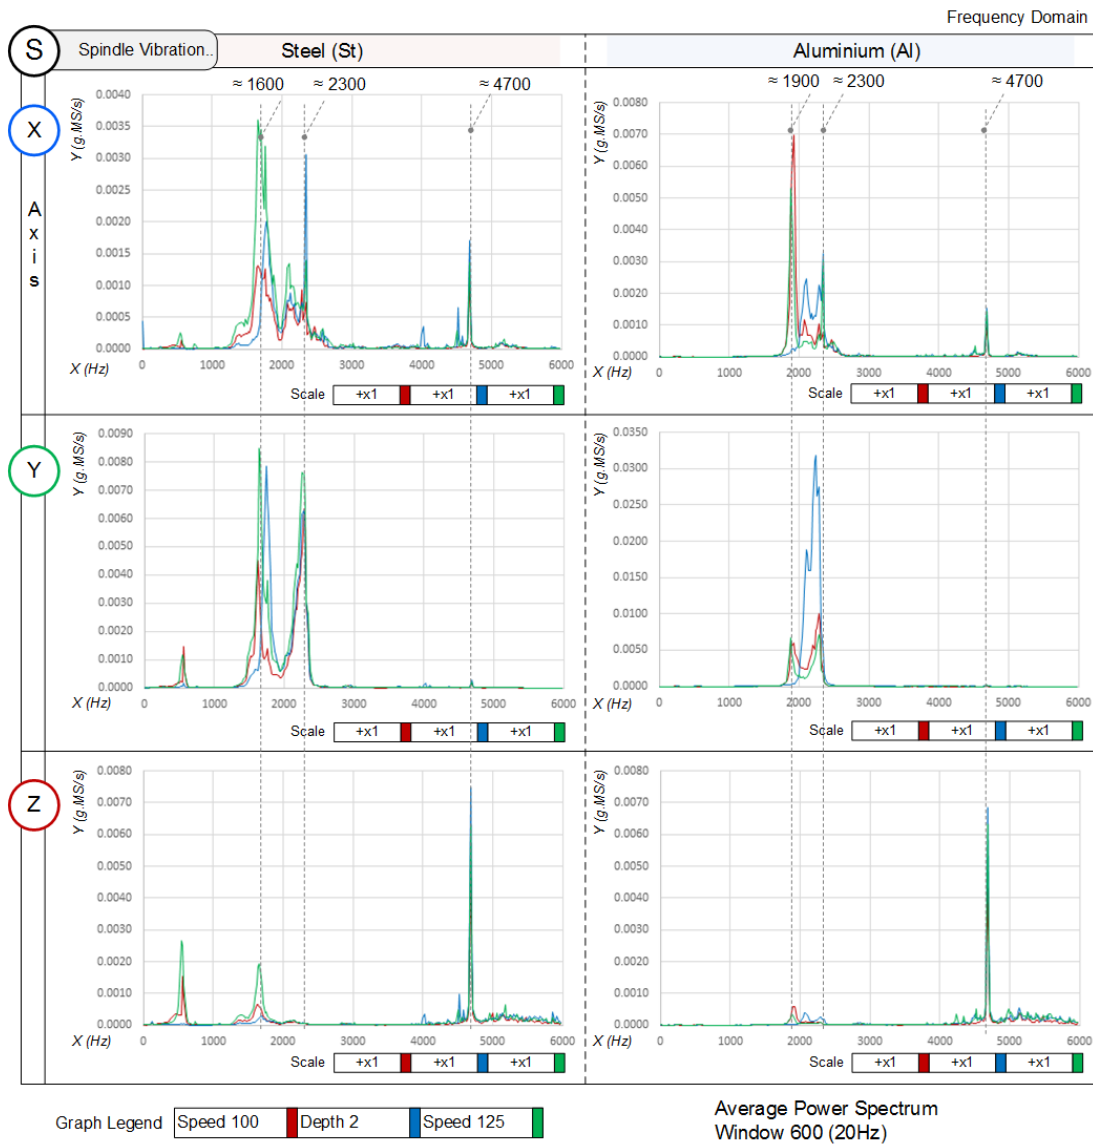 Frequency Domain
S
Spindle Vibration..
Steel (St)
Aluminium (Al)
≈ 1600
≈ 2300
≈ 4700
≈ 1900
≈ 2300
≈ 4700
X
Axis
Y (g.MS/s)
0.0040
0.0035
0.0030
0.0025
0.0020
0.0015
0.0010
0.0005
0.0000
0 1000 2000 3000 4000 5000 6000
X (Hz)
Scale +x1 +x1 +x1
Y (g.MS/s)
0.0080
0.0070
0.0060
0.0050
0.0040
0.0030
0.0020
0.0010
0.0000
0 1000 2000 3000 4000 5000 6000
X (Hz)
Scale +x1 +x1 +x1
Y
Y (g.MS/s)
0.0090
0.0080
0.0070
0.0060
0.0050
0.0040
0.0030
0.0020
0.0010
0.0000
0 1000 2000 3000 4000 5000 6000
X (Hz)
Scale +x1 +x1 +x1
Y (g.MS/s)
0.0350
0.0300
0.0250
0.0200
0.0150
0.0100
0.0050
0.0000
0 1000 2000 3000 4000 5000 6000
X (Hz)
Scale +x1 +x1 +x1
Z
Y (g.MS/s)
0.0080
0.0070
0.0060
0.0050
0.0040
0.0030
0.0020
0.0010
0.0000
0 1000 2000 3000 4000 5000 6000
X (Hz)
Scale +x1 +x1 +x1
Y (g.MS/s)
0.0080
0.0070
0.0060
0.0050
0.0040
0.0030
0.0020
0.0010
0.0000
0 1000 2000 3000 4000 5000 6000
X (Hz)
Scale +x1 +x1 +x1
Graph Legend Speed 100 Depth 2 Speed 125
Average Power Spectrum
Window 600 (20Hz)